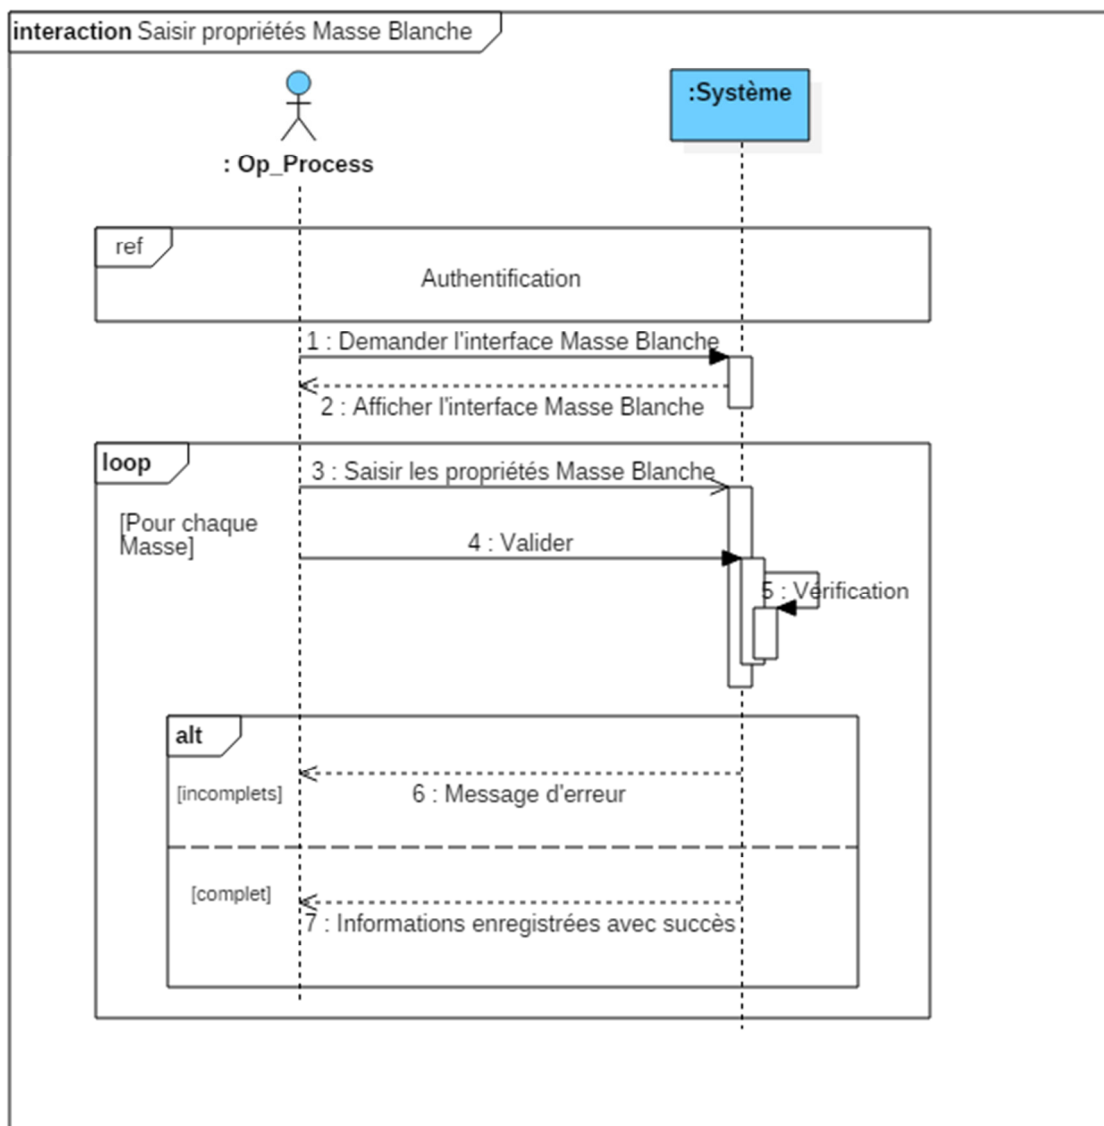 interaction Saisir propriétés Masse Blanche
:Système
: Op_Process
ref
Authentification
1 : Demander l'interface Masse Blanche
2 : Afficher l'interface Masse Blanche
loop
3 : Saisir les propriétés Masse Blanche
[Pour chaque
Masse]
4 : Valider
5 : Vérification
alt
[incomplets]
6 : Message d'erreur
[complet]
7 : Informations enregistrées avec succès